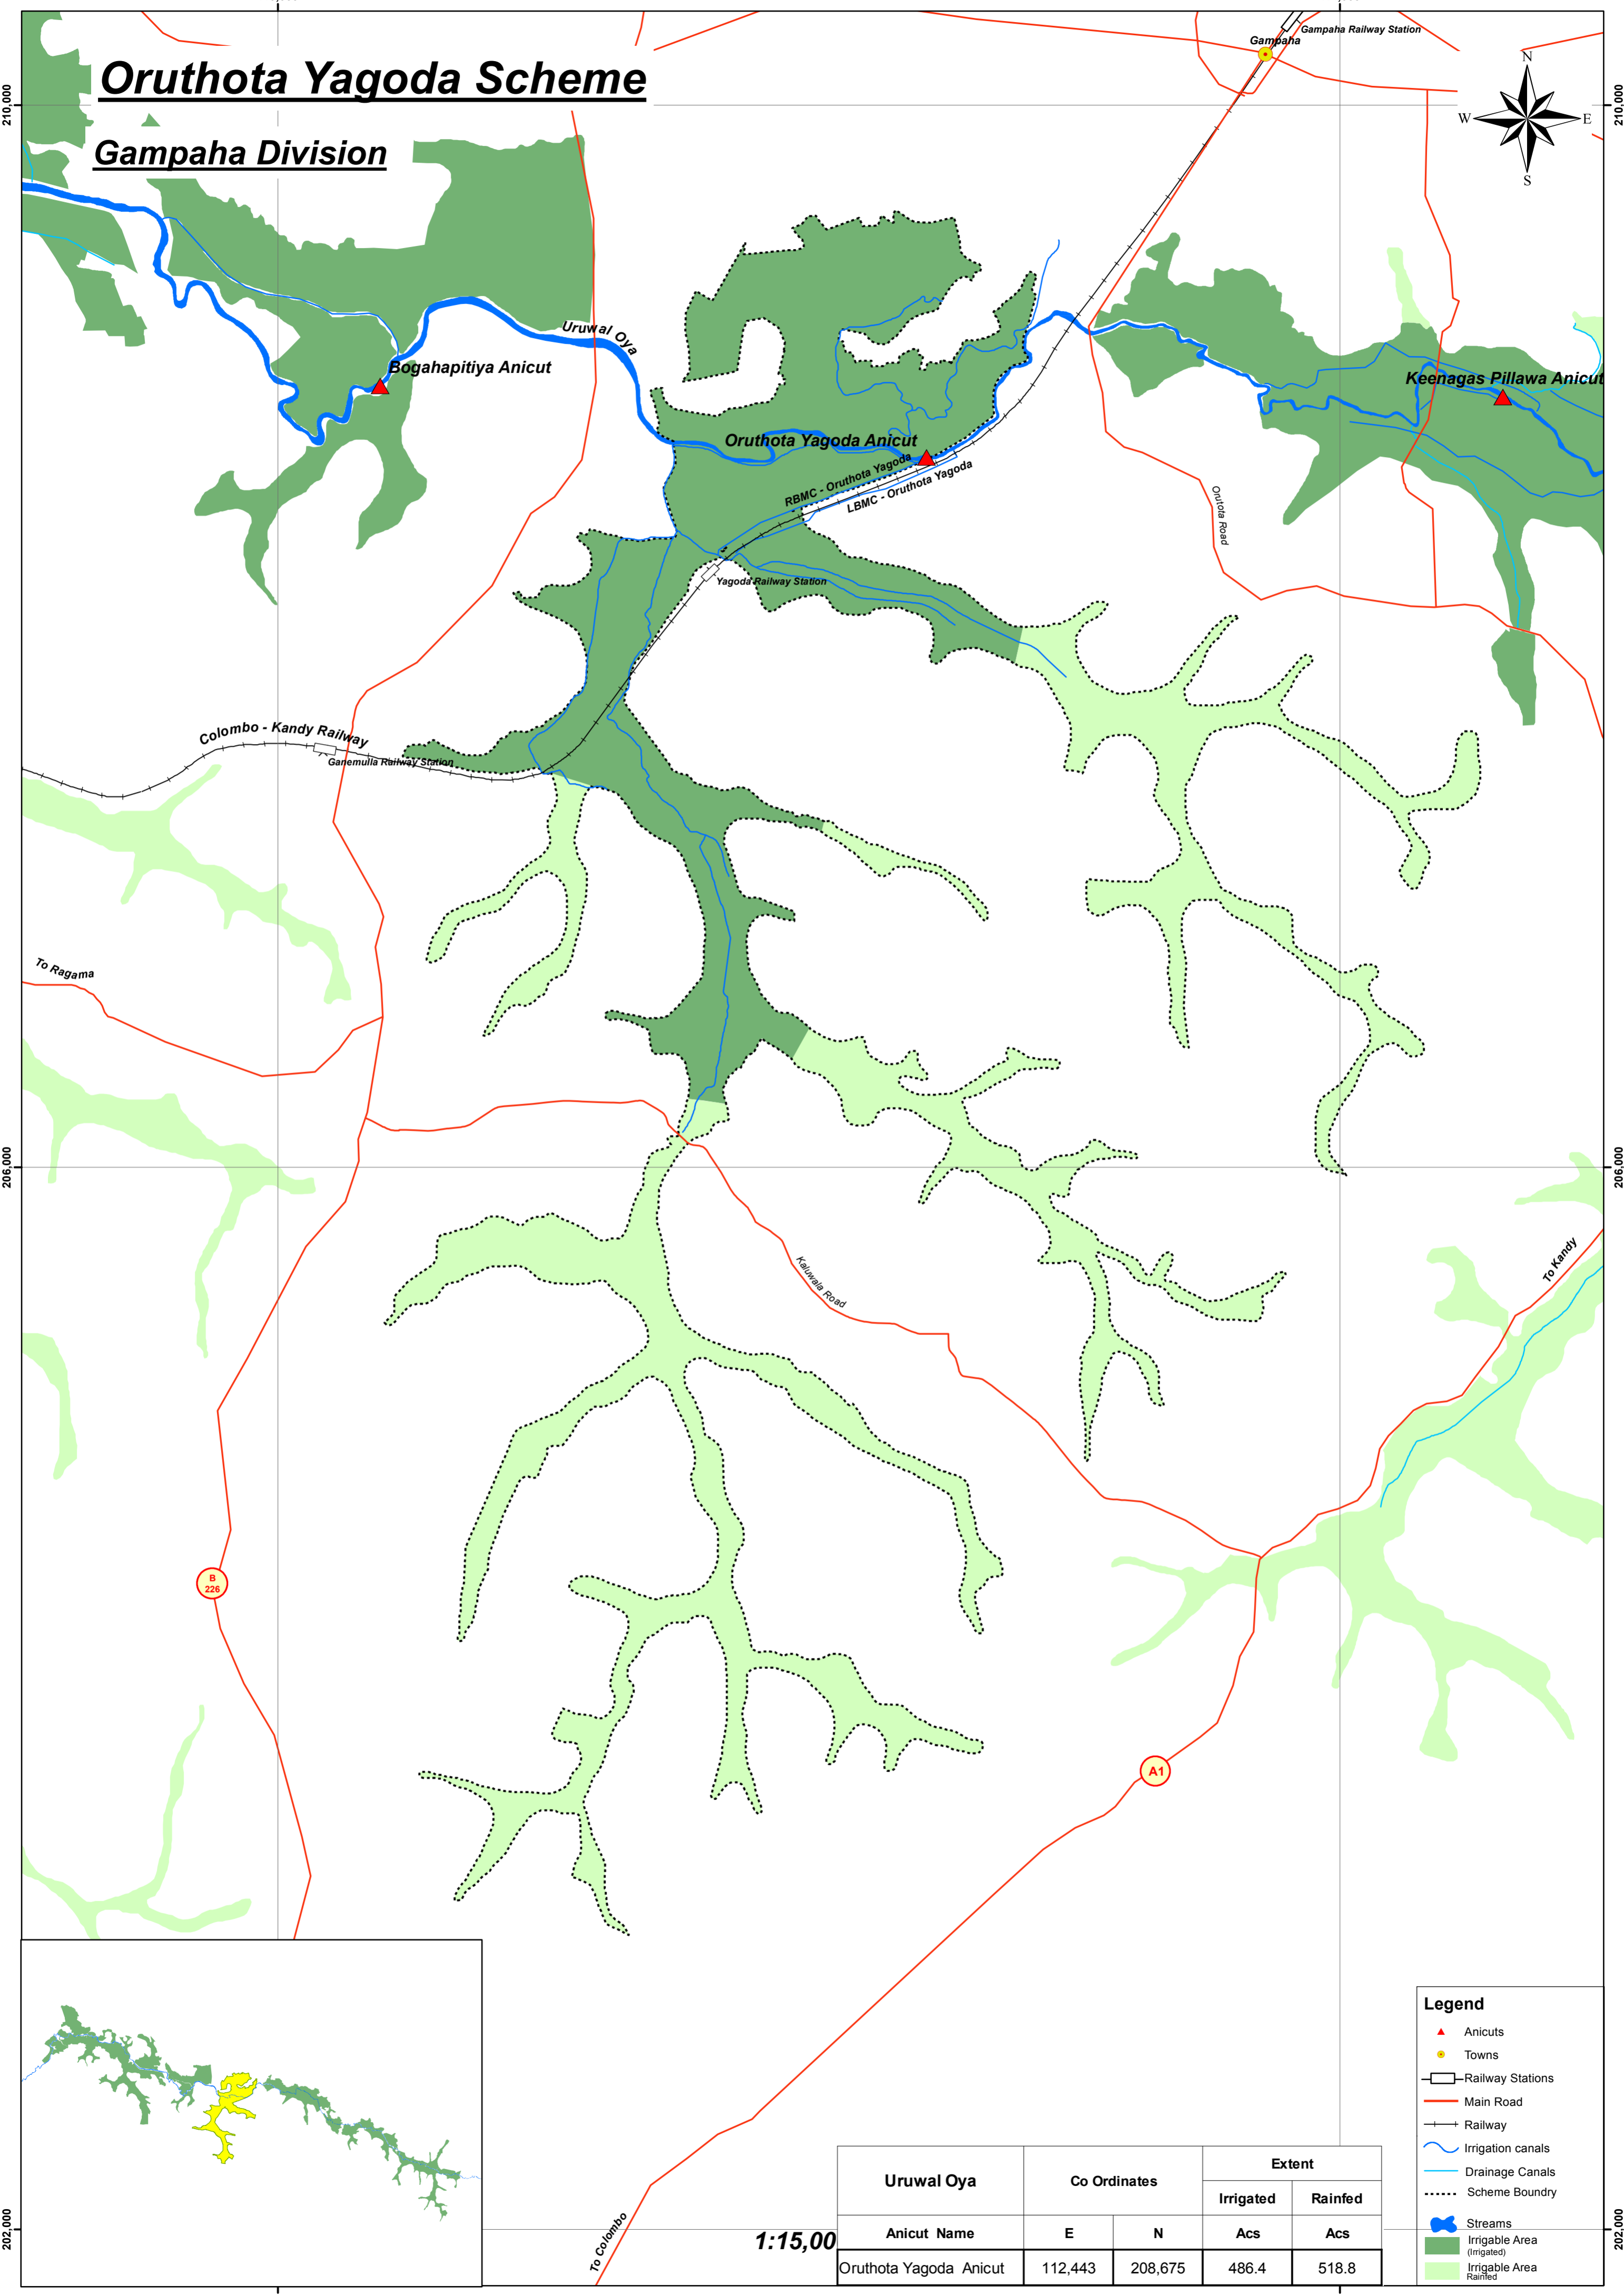 Oruthota Yagoda Scheme
Gampaha Division
Gampaha Railway Station
Gampaha
N
W
E
S
210,000
210,000
Uruwal Oya
Bogahapitiya Anicut
Keenagas Pillawa Anicut
Oruthota Yagoda Anicut
RBMC - Oruthota Yagoda
LBMC - Oruthota Yagoda
Orutota Road
Yagoda Railway Station
Colombo - Kandy Railway
Ganemulla Railway Station
To Ragama
206,000
206,000
Kaluwala Road
To Kandy
B
226
A1
To Colombo
202,000
202,000
1:15,00
Uruwal Oya
Co Ordinates
Extent
Irrigated
Rainfed
Anicut Name
E
N
Acs
Acs
Oruthota Yagoda Anicut
112,443
208,675
486.4
518.8
Legend
Anicuts
Towns
Railway Stations
Main Road
Railway
Irrigation canals
Drainage Canals
Scheme Boundry
Streams
Irrigable Area
(Irrigated)
Irrigable Area
Rainfed